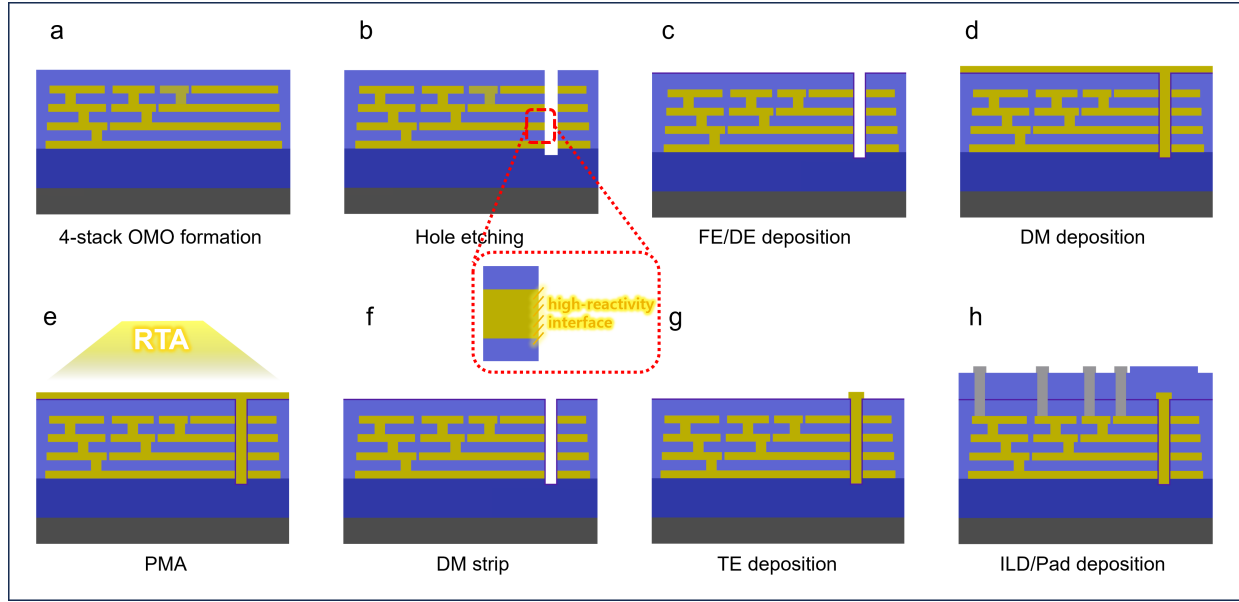 a
b
c
d
4-stack OMO formation
Hole etching
FE/DE deposition
DM deposition
high-reactivity
interface
e
f
g
h
RTA
PMA
DM strip
TE deposition
ILD/Pad deposition